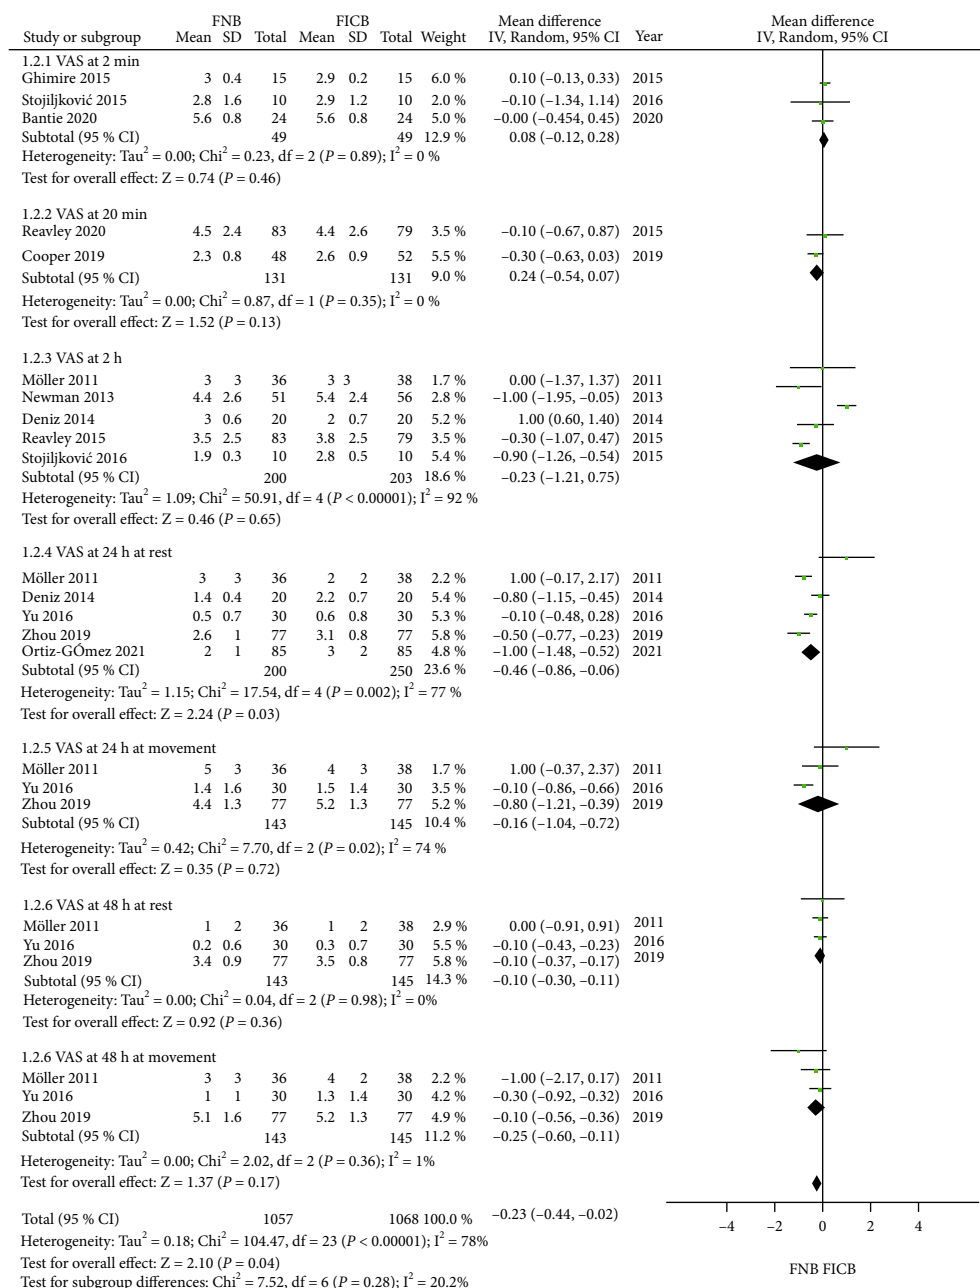 FNB FICB Mean difference Mean difference
Study or subgroup Mean SD Total Mean SD Total Weight IV, Random, 95% CI Year IV, Random, 95% CI
1.2.1 VAS at 2 min
Ghimire 2015 3 0.4 15 2.9 0.2 15 6.0 % 0.10 (−0.13, 0.33) 2015
Stojiljković 2015 2.8 1.6 10 2.9 1.2 10 2.0 % −0.10 (−1.34, 1.14) 2016
Bantie 2020 5.6 0.8 24 5.6 0.8 24 5.0 % −0.00 (−0.454, 0.45) 2020
Subtotal (95 % CI) 49 49 12.9 % 0.08 (−0.12, 0.28)
Heterogeneity: Tau² = 0.00; Chi² = 0.23, df = 2 (P = 0.89); I² = 0 %
Test for overall effect: Z = 0.74 (P = 0.46)
1.2.2 VAS at 20 min
Reavley 2020 4.5 2.4 83 4.4 2.6 79 3.5 % −0.10 (−0.67, 0.87) 2015
Cooper 2019 2.3 0.8 48 2.6 0.9 52 5.5 % −0.30 (−0.63, 0.03) 2019
Subtotal (95 % CI) 131 131 9.0 % 0.24 (−0.54, 0.07)
Heterogeneity: Tau² = 0.00; Chi² = 0.87, df = 1 (P = 0.35); I² = 0 %
Test for overall effect: Z = 1.52 (P = 0.13)
1.2.3 VAS at 2 h
Möller 2011 3 3 36 3 3 38 1.7 % 0.00 (−1.37, 1.37) 2011
Newman 2013 4.4 2.6 51 5.4 2.4 56 2.8 % −1.00 (−1.95, −0.05) 2013
Deniz 2014 3 0.6 20 2 0.7 20 5.2 % 1.00 (0.60, 1.40) 2014
Reavley 2015 3.5 2.5 83 3.8 2.5 79 3.5 % −0.30 (−1.07, 0.47) 2015
Stojiljković 2016 1.9 0.3 10 2.8 0.5 10 5.4 % −0.90 (−1.26, −0.54) 2015
Subtotal (95 % CI) 200 203 18.6 % −0.23 (−1.21, 0.75)
Heterogeneity: Tau² = 1.09; Chi² = 50.91, df = 4 (P < 0.00001); I² = 92 %
Test for overall effect: Z = 0.46 (P = 0.65)
1.2.4 VAS at 24 h at rest
Möller 2011 3 3 36 2 2 38 2.2 % 1.00 (−0.17, 2.17) 2011
Deniz 2014 1.4 0.4 20 2.2 0.7 20 5.4 % −0.80 (−1.15, −0.45) 2014
Yu 2016 0.5 0.7 30 0.6 0.8 30 5.3 % −0.10 (−0.48, 0.28) 2016
Zhou 2019 2.6 1 77 3.1 0.8 77 5.8 % −0.50 (−0.77, −0.23) 2019
Ortiz-GÓmez 2021 2 1 85 3 2 85 4.8 % −1.00 (−1.48, −0.52) 2021
Subtotal (95 % CI) 200 250 23.6 % −0.46 (−0.86, −0.06)
Heterogeneity: Tau² = 1.15; Chi² = 17.54, df = 4 (P = 0.002); I² = 77 %
Test for overall effect: Z = 2.24 (P = 0.03)
1.2.5 VAS at 24 h at movement
Möller 2011 5 3 36 4 3 38 1.7 % 1.00 (−0.37, 2.37) 2011
Yu 2016 1.4 1.6 30 1.5 1.4 30 3.5 % −0.10 (−0.86, −0.66) 2016
Zhou 2019 4.4 1.3 77 5.2 1.3 77 5.2 % −0.80 (−1.21, −0.39) 2019
Subtotal (95 % CI) 143 145 10.4 % −0.16 (−1.04, −0.72)
Heterogeneity: Tau² = 0.42; Chi² = 7.70, df = 2 (P = 0.02); I² = 74 %
Test for overall effect: Z = 0.35 (P = 0.72)
1.2.6 VAS at 48 h at rest
Möller 2011 1 2 36 1 2 38 2.9 % 0.00 (−0.91, 0.91) 2011
Yu 2016 0.2 0.6 30 0.3 0.7 30 5.5 % −0.10 (−0.43, −0.23) 2016
Zhou 2019 3.4 0.9 77 3.5 0.8 77 5.8 % −0.10 (−0.37, −0.17) 2019
Subtotal (95 % CI) 143 145 14.3 % −0.10 (−0.30, −0.11)
Heterogeneity: Tau² = 0.00; Chi² = 0.04, df = 2 (P = 0.98); I² = 0%
Test for overall effect: Z = 0.92 (P = 0.36)
1.2.6 VAS at 48 h at movement
Möller 2011 3 3 36 4 2 38 2.2 % −1.00 (−2.17, 0.17) 2011
Yu 2016 1 1 30 1.3 1.4 30 4.2 % −0.30 (−0.92, −0.32) 2016
Zhou 2019 5.1 1.6 77 5.2 1.3 77 4.9 % −0.10 (−0.56, −0.36) 2019
Subtotal (95 % CI) 143 145 11.2 % −0.25 (−0.60, −0.11)
Heterogeneity: Tau² = 0.00; Chi² = 2.02, df = 2 (P = 0.36); I² = 1%
Test for overall effect: Z = 1.37 (P = 0.17)
Total (95 % CI) 1057 1068 100.0 % −0.23 (−0.44, −0.02)
−4 −2 0 2 4
Heterogeneity: Tau² = 0.18; Chi² = 104.47, df = 23 (P < 0.00001); I² = 78%
Test for overall effect: Z = 2.10 (P = 0.04)
FNB FICB
Test for subgroup differences: Chi² = 7.52, df = 6 (P = 0.28); I² = 20.2%